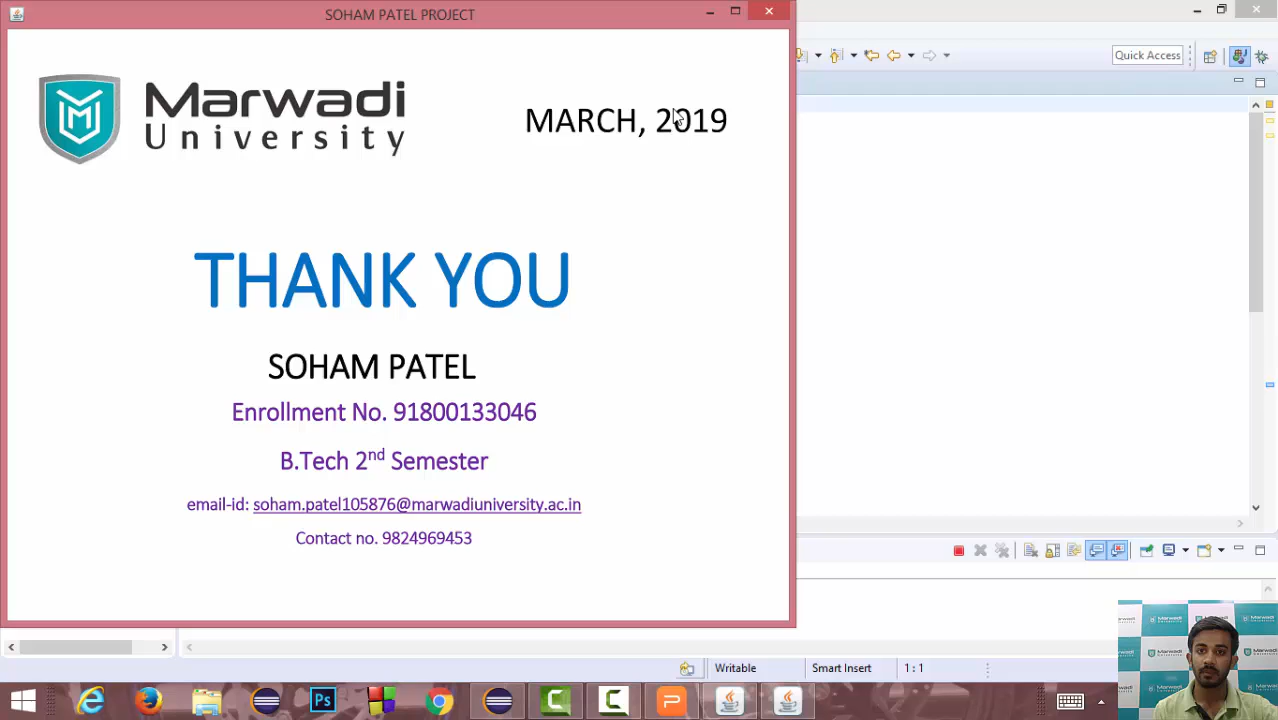 SOHAM PATEL PROJECT
Marwadi
University
MARCH, 2019
Quick Access
THANK YOU
SOHAM PATEL
Enrollment No. 91800133046
B.Tech 2nd Semester
email-id: soham.patel105876@marwadiuniversity.ac.in
Contact no. 9824969453
Writable
Smart Insert
1 : 1
Ps